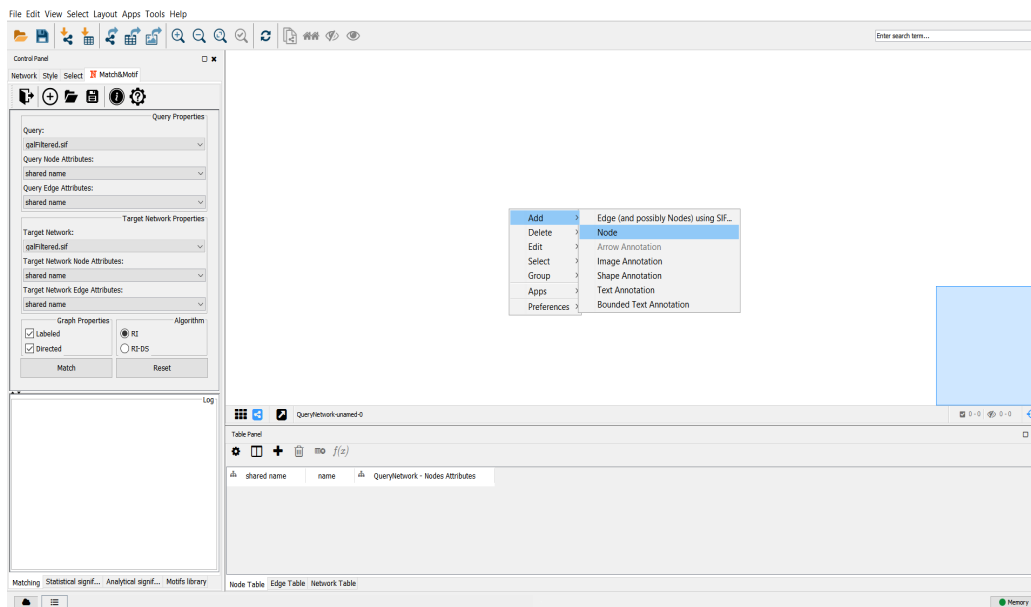 File Edit View Select Layout Apps Tools Help
Enter search term...
Control Panel
Network Style Select Match&Motif
Query Properties
Query:
galFiltered.sif
Query Node Attributes:
shared name
Query Edge Attributes:
shared name
Target Network Properties
Target Network:
galFiltered.sif
Target Network Node Attributes:
shared name
Target Network Edge Attributes:
shared name
Graph Properties
Algorithm
Labeled
RI
Directed
RI-DS
Match
Reset
Log
Matching Statistical signif... Analytical signif... Motifs library
Add
Delete
Edit
Select
Group
Apps
Preferences
Edge (and possibly Nodes) using SIF...
Node
Arrow Annotation
Image Annotation
Shape Annotation
Text Annotation
Bounded Text Annotation
QueryNetwork-unnamed-0
0 - 0 0 - 0
Table Panel
f(x)
shared name name QueryNetwork - Nodes Attributes
Node Table Edge Table Network Table
Memory